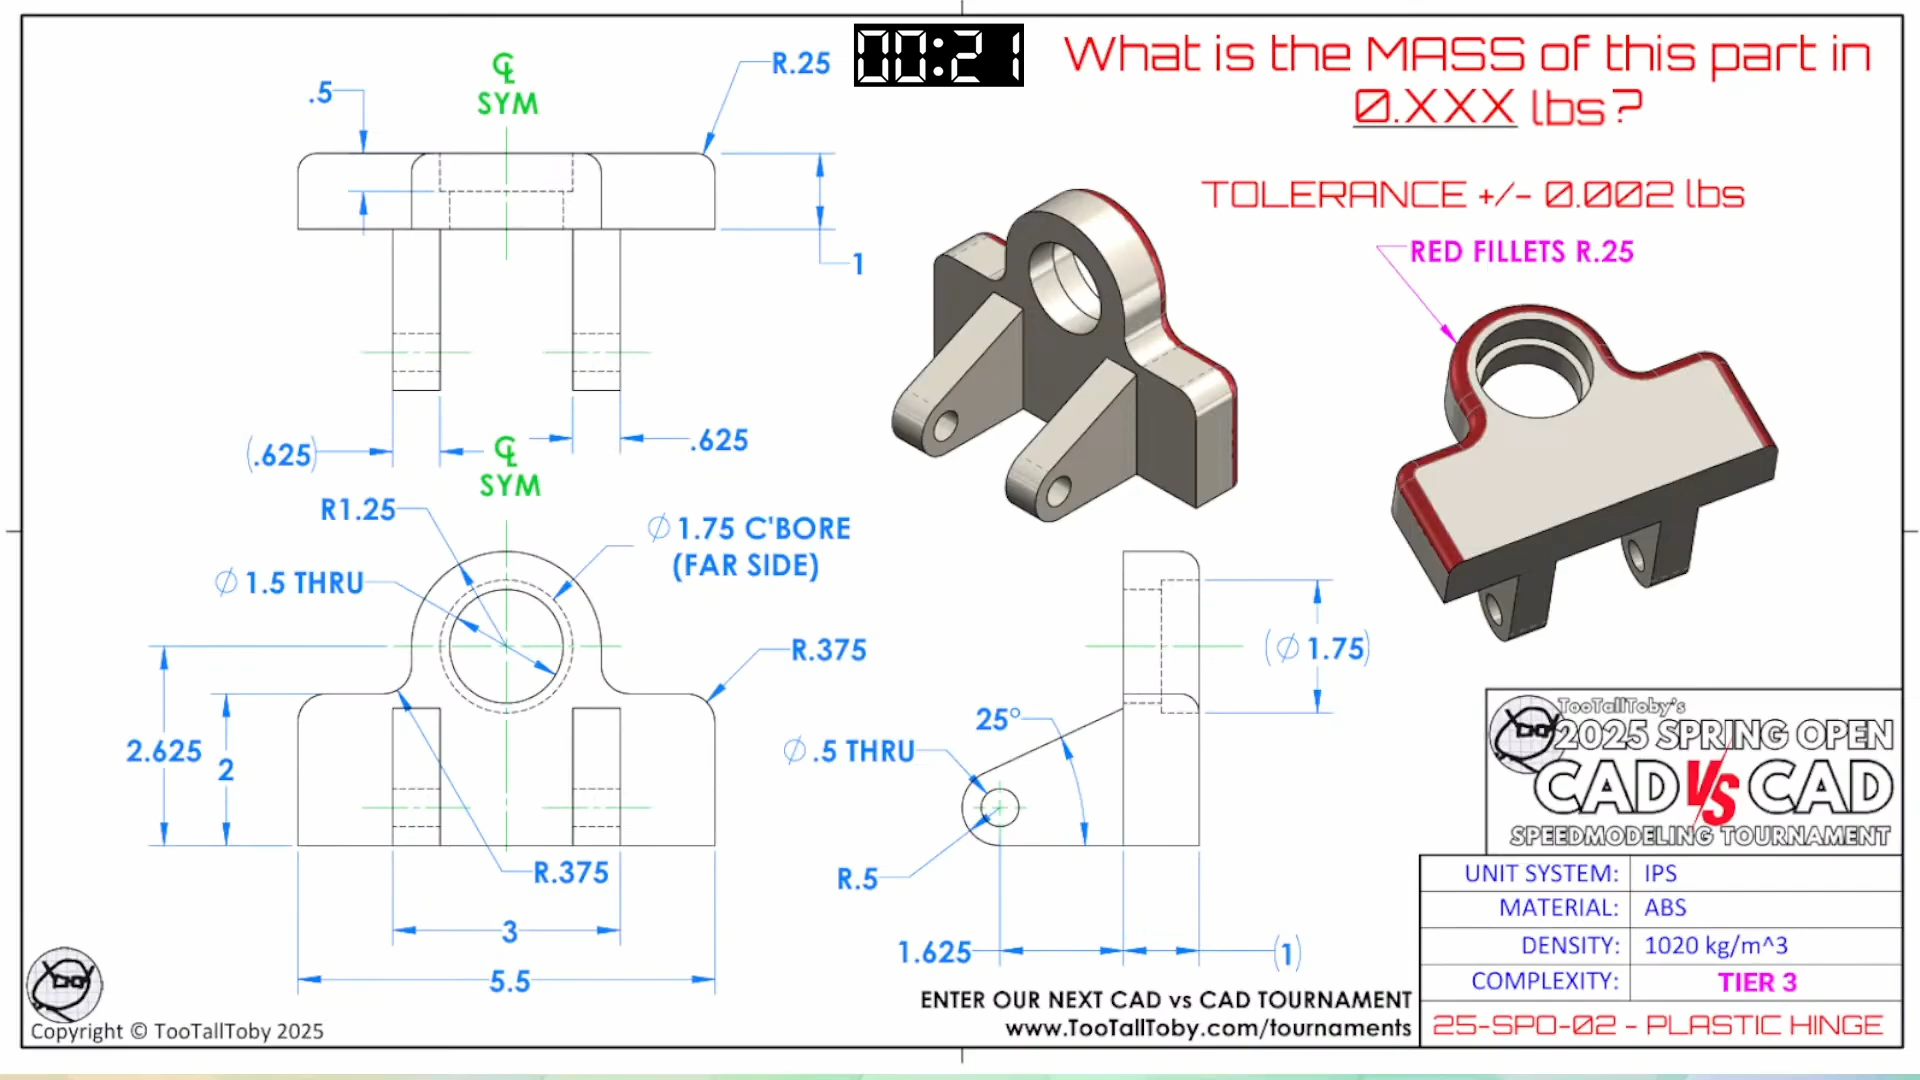 00:21
What is the MASS of this part in
0.XXX lbs?
TOLERANCE +/- 0.002 lbs
RED FILLETS R.25
℄
SYM
R.25
.5
1
(.625)
.625
℄
SYM
R1.25
∅ 1.75 C'BORE
(FAR SIDE)
∅ 1.5 THRU
R.375
2.625
2
R.375
3
5.5
(∅ 1.75)
25°
∅ .5 THRU
R.5
1.625
(1)
ENTER OUR NEXT CAD vs CAD TOURNAMENT
www.TooTallToby.com/tournaments
Copyright © TooTallToby 2025
TooTallToby's
2025 SPRING OPEN
CAD VS CAD
SPEEDMODELING TOURNAMENT
UNIT SYSTEM: IPS
MATERIAL: ABS
DENSITY: 1020 kg/m^3
COMPLEXITY: TIER 3
25-SPO-02 - PLASTIC HINGE